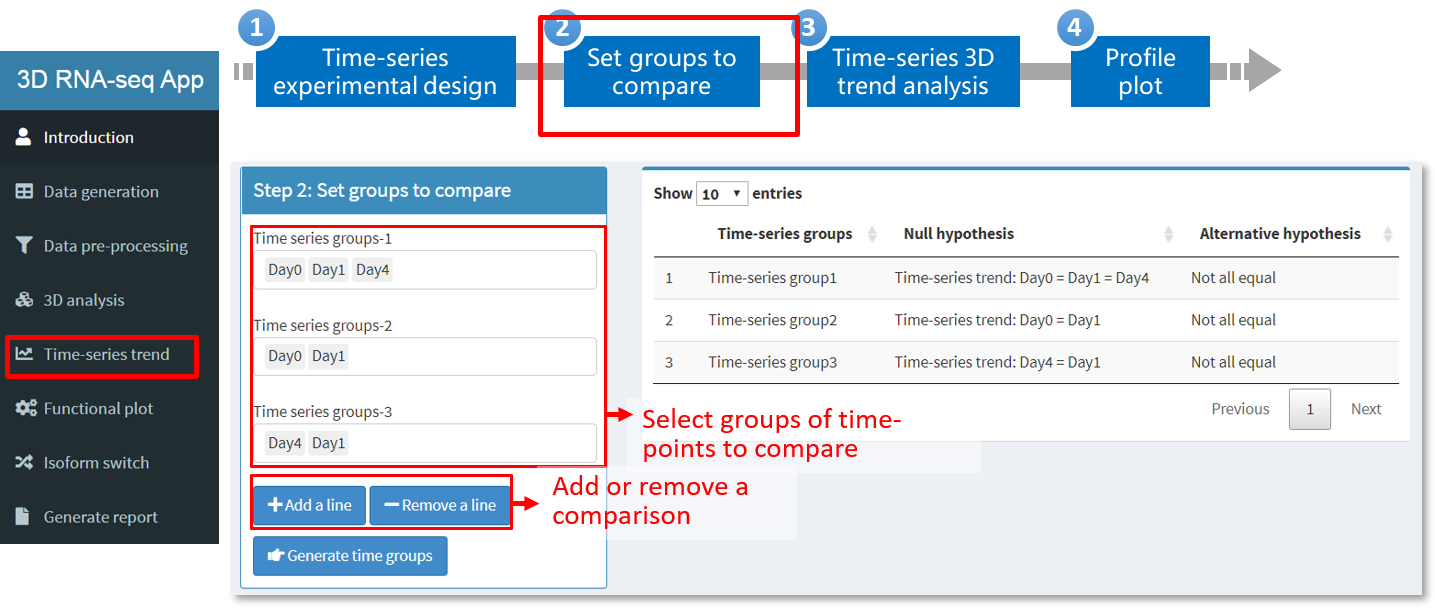 1
2
3
4
Time-series
experimental design
Set groups to
compare
Time-series 3D
trend analysis
Profile
plot
3D RNA-seq App
Introduction
Data generation
Data pre-processing
3D analysis
Time-series trend
Functional plot
Isoform switch
Generate report
Step 2: Set groups to compare
Time series groups-1
Day0 Day1 Day4
Time series groups-2
Day0 Day1
Time series groups-3
Day4 Day1
Add a line Remove a line
Generate time groups
Select groups of time-
points to compare
Add or remove a
comparison
Show 10 entries
Time-series groups Null hypothesis Alternative hypothesis
1 Time-series group1 Time-series trend: Day0 = Day1 = Day4 Not all equal
2 Time-series group2 Time-series trend: Day0 = Day1 Not all equal
3 Time-series group3 Time-series trend: Day4 = Day1 Not all equal
Previous 1 Next